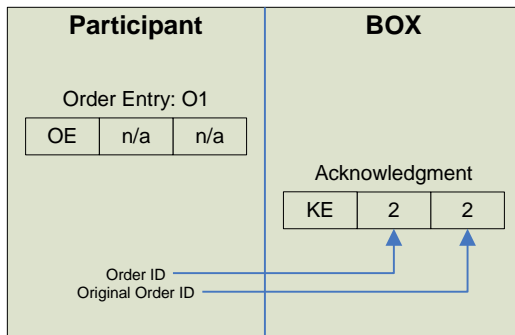 Participant
BOX
Order Entry: O1
OE n/a n/a
Acknowledgment
KE 2 2
Order ID
Original Order ID